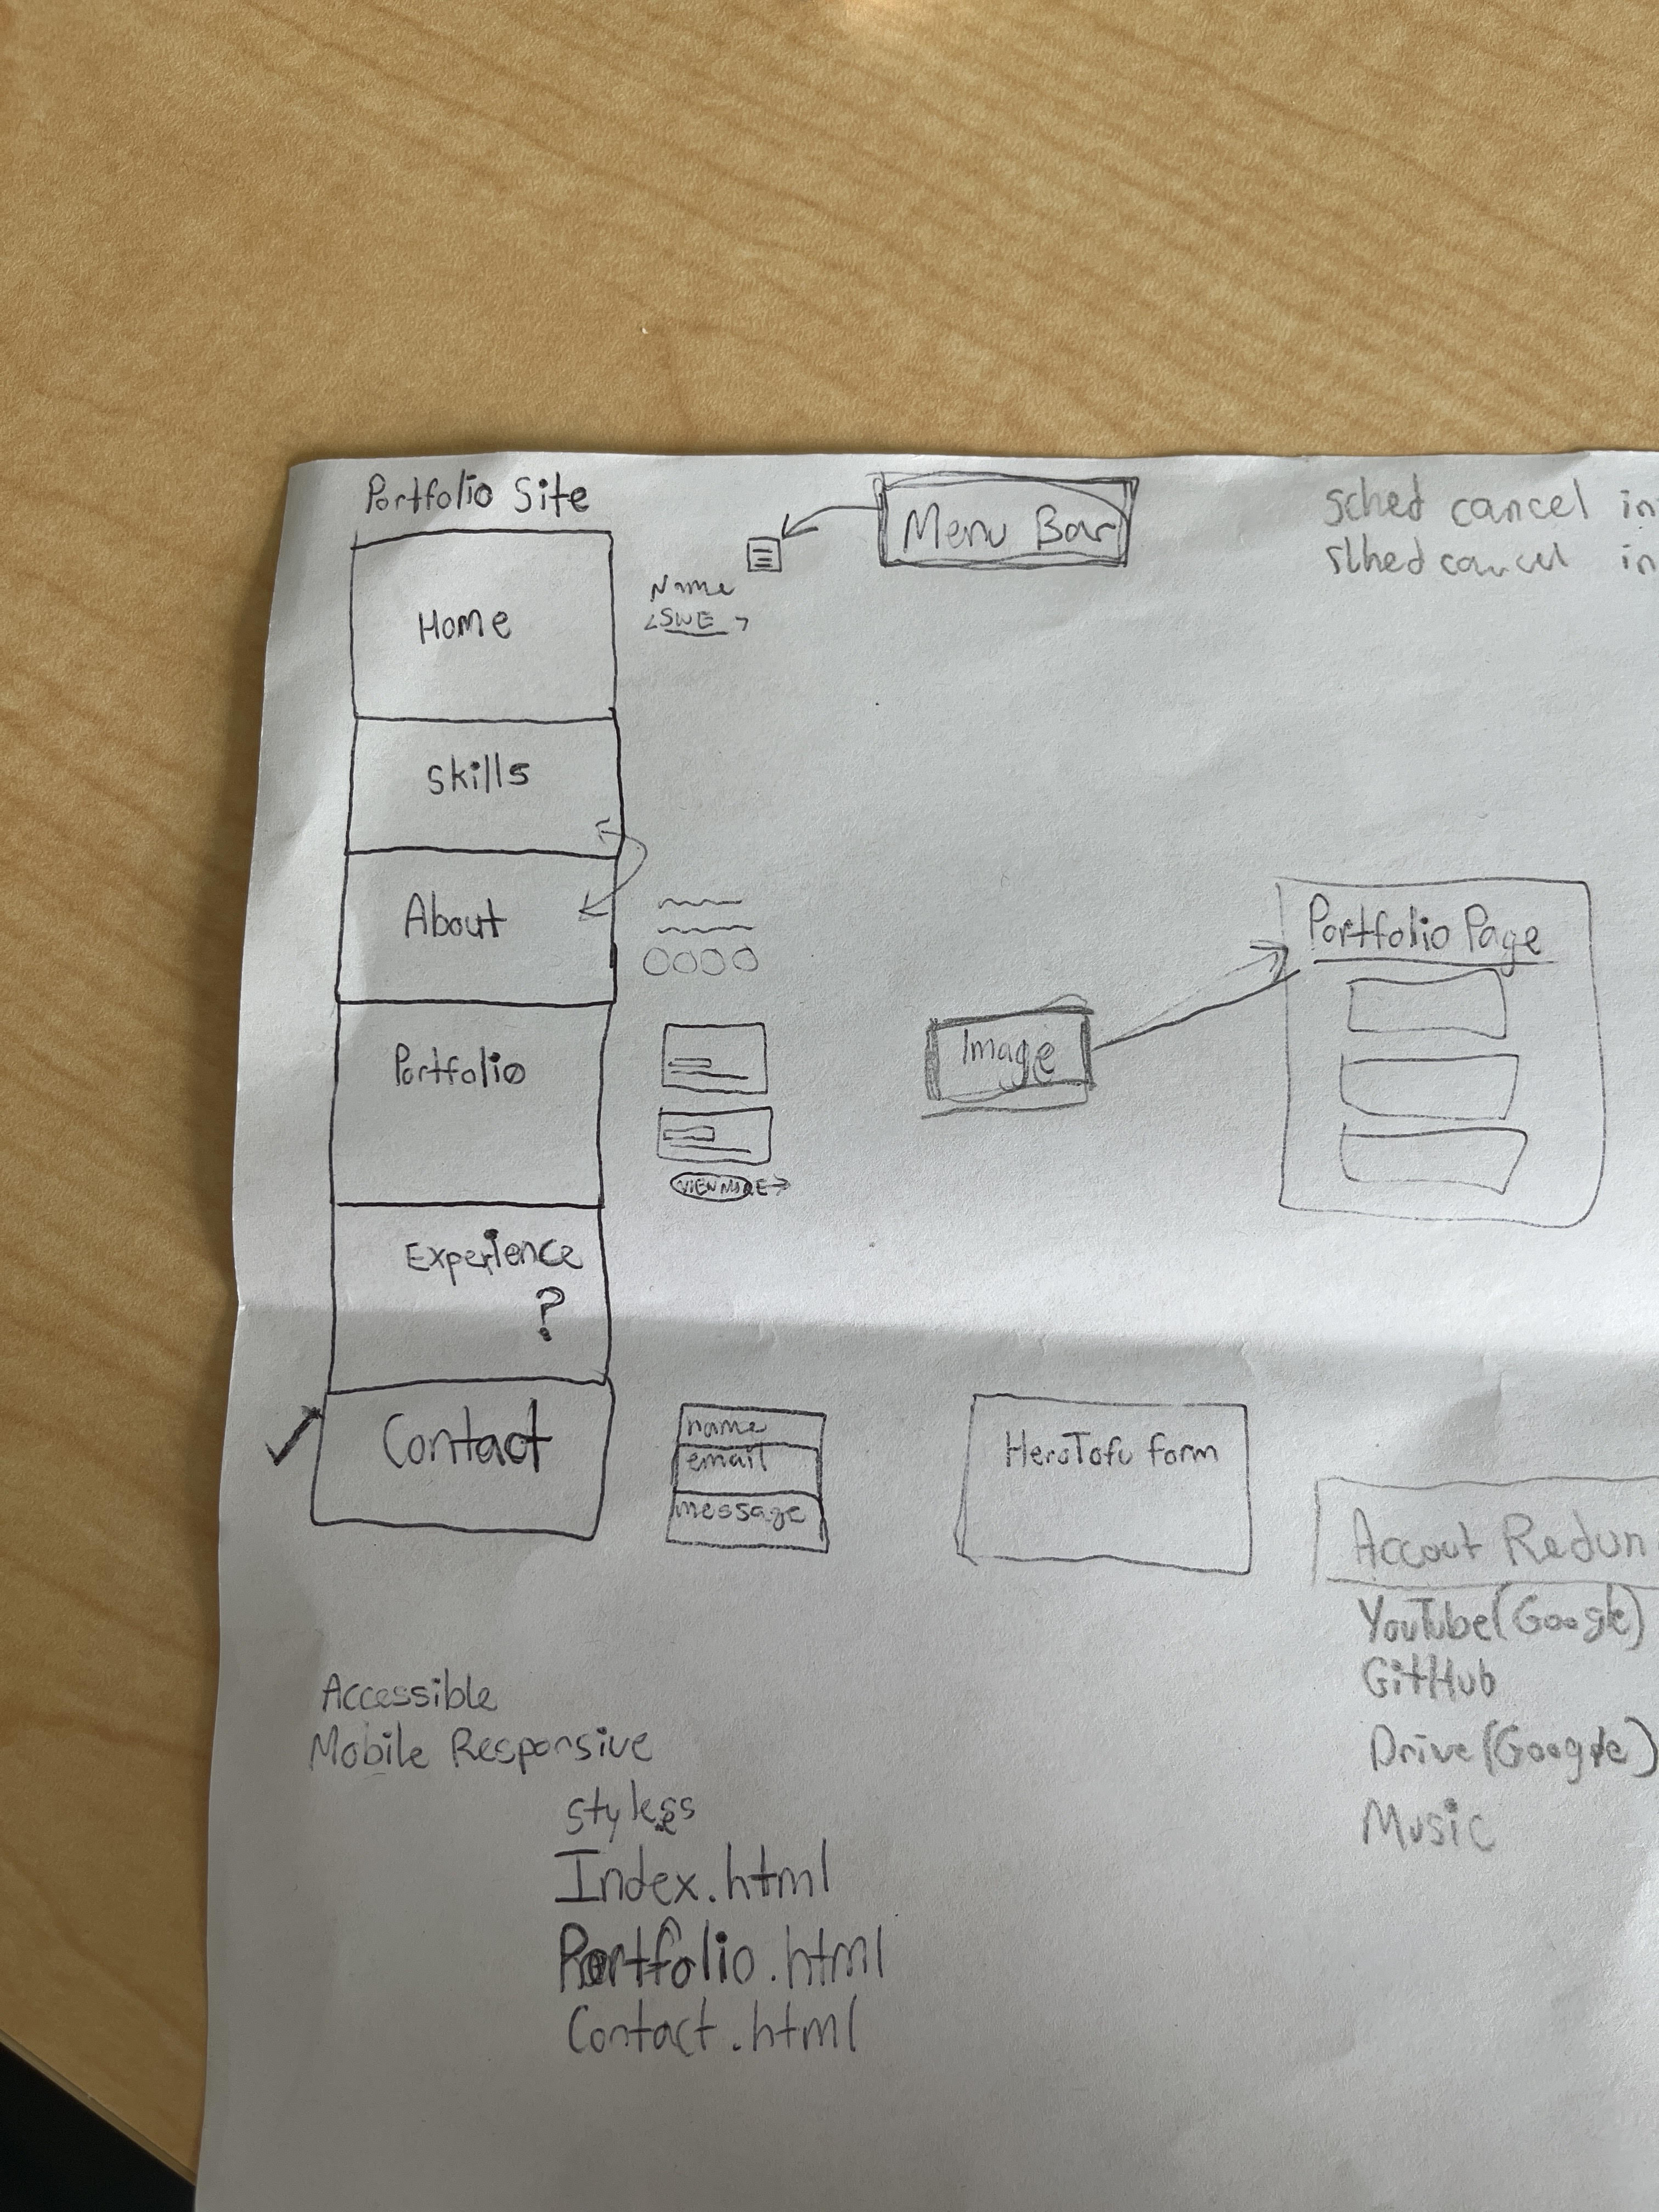 Portfolio Site
Menu Bar
sched cancel in
slhed cancel in
Home
Name
<SWE>
Skills
About
Portfolio Page
Portfolio
Image
VIEW MORE →
Experience
?
Contact
name
email
message
HeroTofu form
Accout Redun
YouTube (Google)
GitHub
Drive (Google)
Music
Accessible
Mobile Responsive
styless
Index.html
Portfolio.html
Contact.html